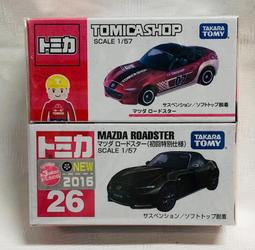 トミカ
TOMICASHOP
SCALE 1/57
TAKARA TOMY
サスペンション/ソフトトップ脱着
マツダ ロードスター
トミカ
MAZDA ROADSTER
マツダ ロードスター(初回特別仕様)
SCALE 1/57
TAKARA TOMY
NEW
2016
26
サスペンション/ソフトトップ脱着